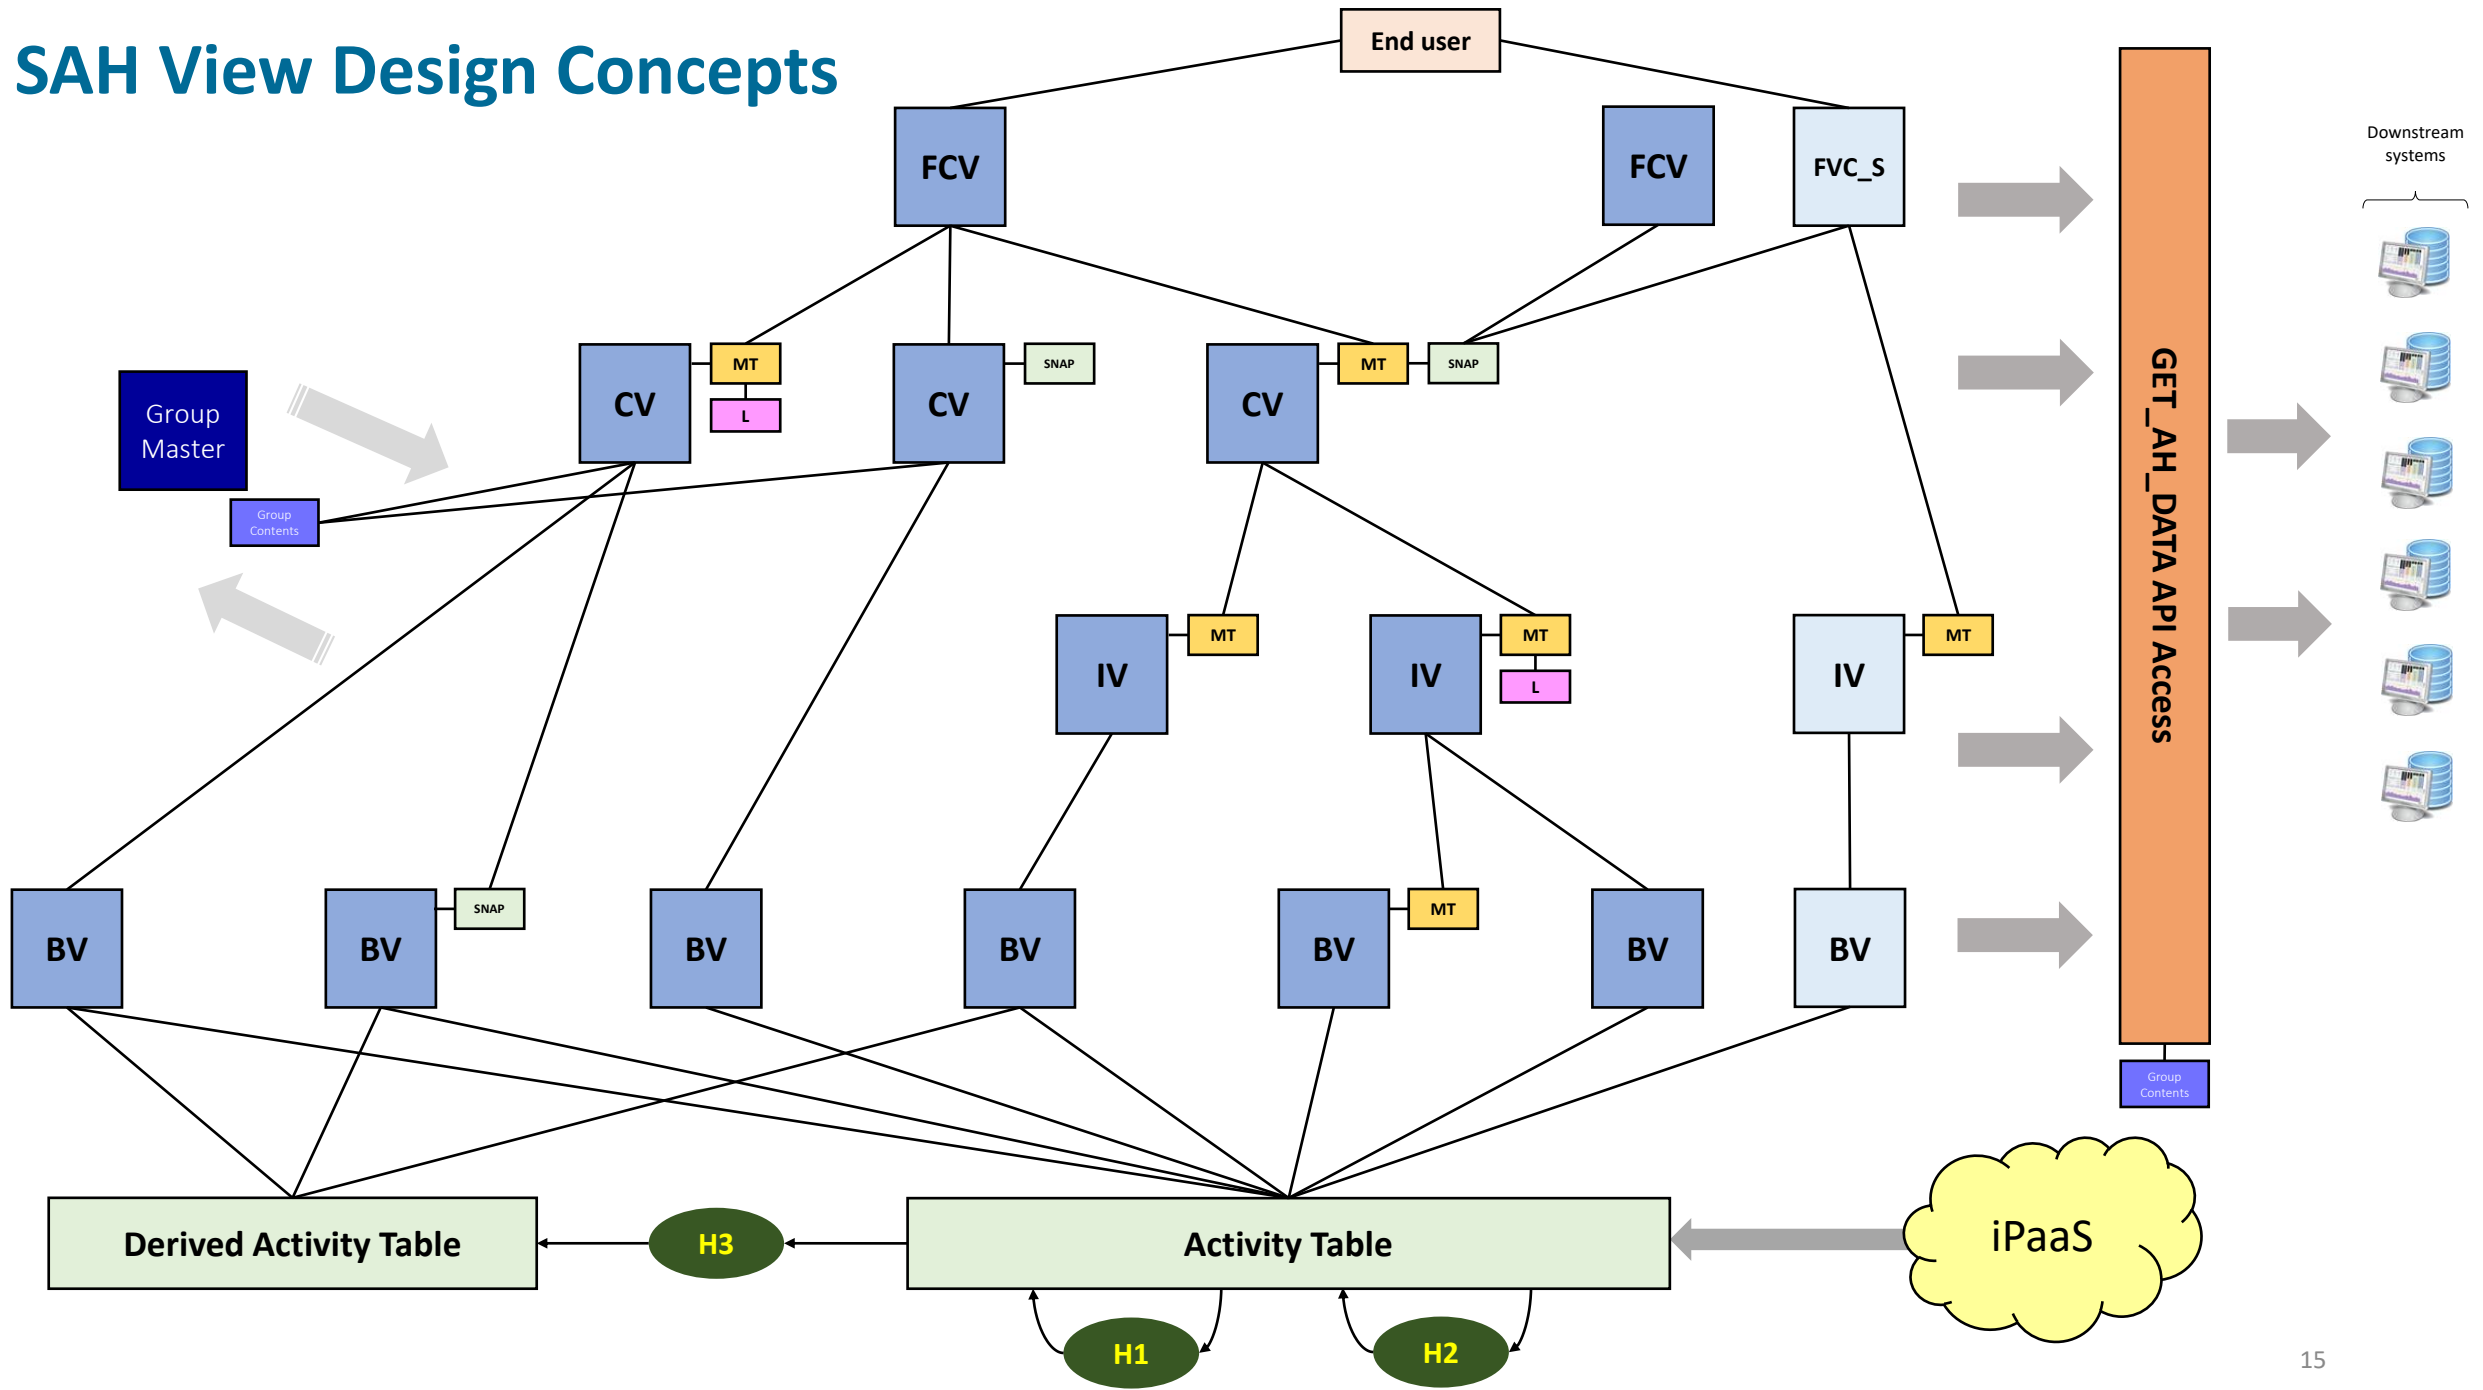 SAH View Design Concepts
End user
FCV
FCV
FVC_S
Downstream
systems
CV
MT
L
CV
SNAP
CV
MT
SNAP
Group
Master
Group
Contents
GET_AH_DATA API Access
IV
MT
IV
MT
L
IV
MT
BV
BV
SNAP
BV
BV
BV
MT
BV
BV
Group
Contents
Derived Activity Table
H3
Activity Table
iPaaS
H1
H2
15